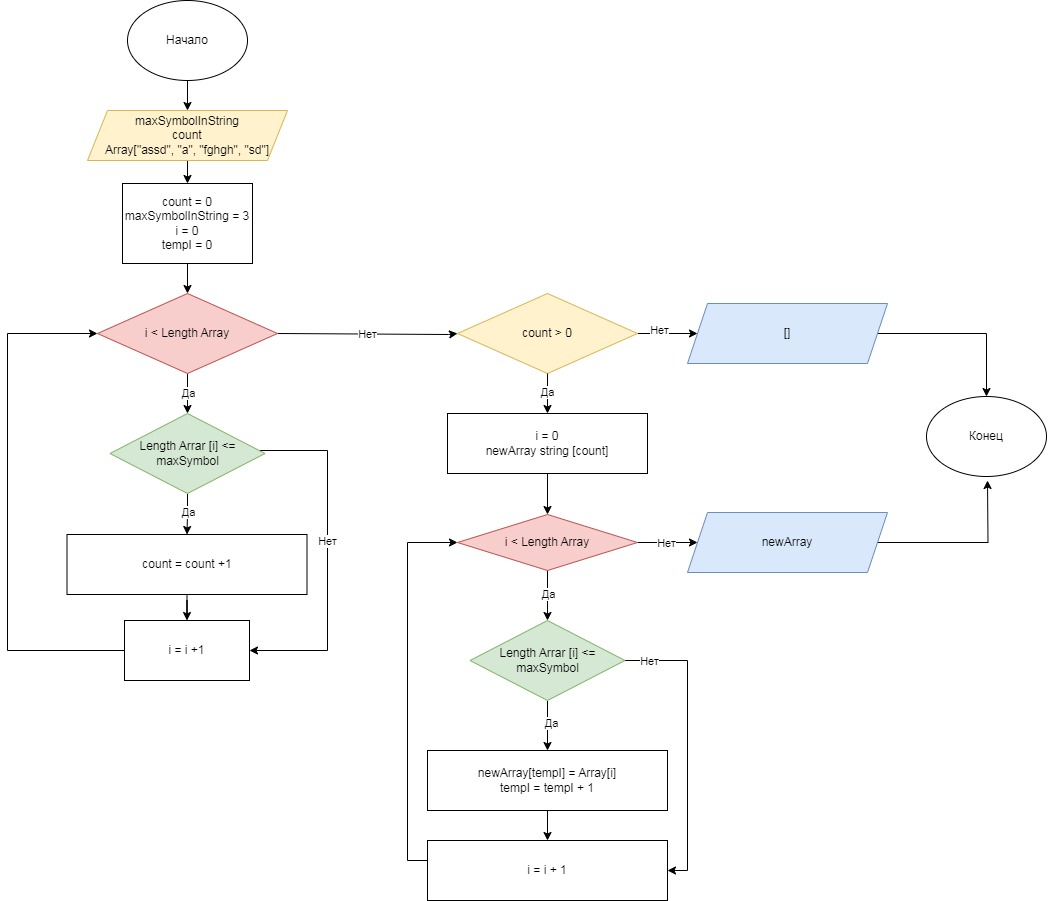 Начало
maxSymbolInString
count
Array["assd", "a", "fghgh", "sd"]
count = 0
maxSymbolInString = 3
i = 0
templ = 0
i < Length Array
Нет
count > 0
Нет
[]
Да
Да
Length Arrar [i] <=
maxSymbol
i = 0
newArray string [count]
Конец
Да
Нет
count = count +1
i < Length Array
Нет
newArray
Да
i = i +1
Length Arrar [i] <=
maxSymbol
Нет
Да
newArray[templ] = Array[i]
templ = templ + 1
i = i + 1